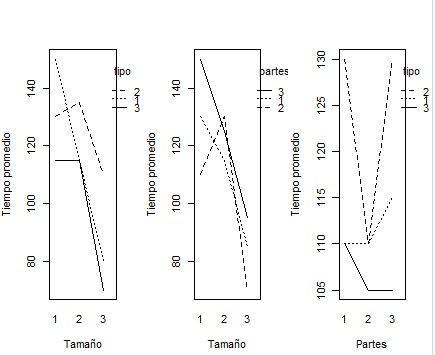 tipo
2
1
3
140
120
100
80
Tiempo promedio
1 2 3
Tamaño
partes
3
1
2
140
120
100
80
Tiempo promedio
1 2 3
Tamaño
tipo
2
1
3
130
125
120
115
110
105
Tiempo promedio
1 2 3
Partes